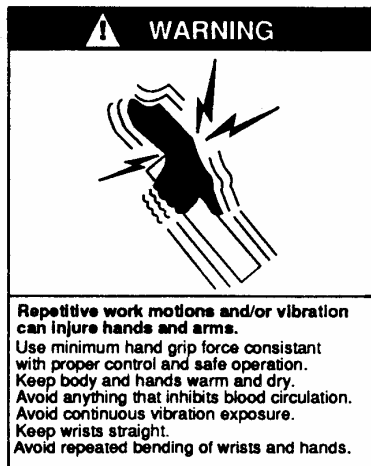 WARNING
Repetitive work motions and/or vibration
can injure hands and arms.
Use minimum hand grip force consistant
with proper control and safe operation.
Keep body and hands warm and dry.
Avoid anything that inhibits blood circulation.
Avoid continuous vibration exposure.
Keep wrists straight.
Avoid repeated bending of wrists and hands.